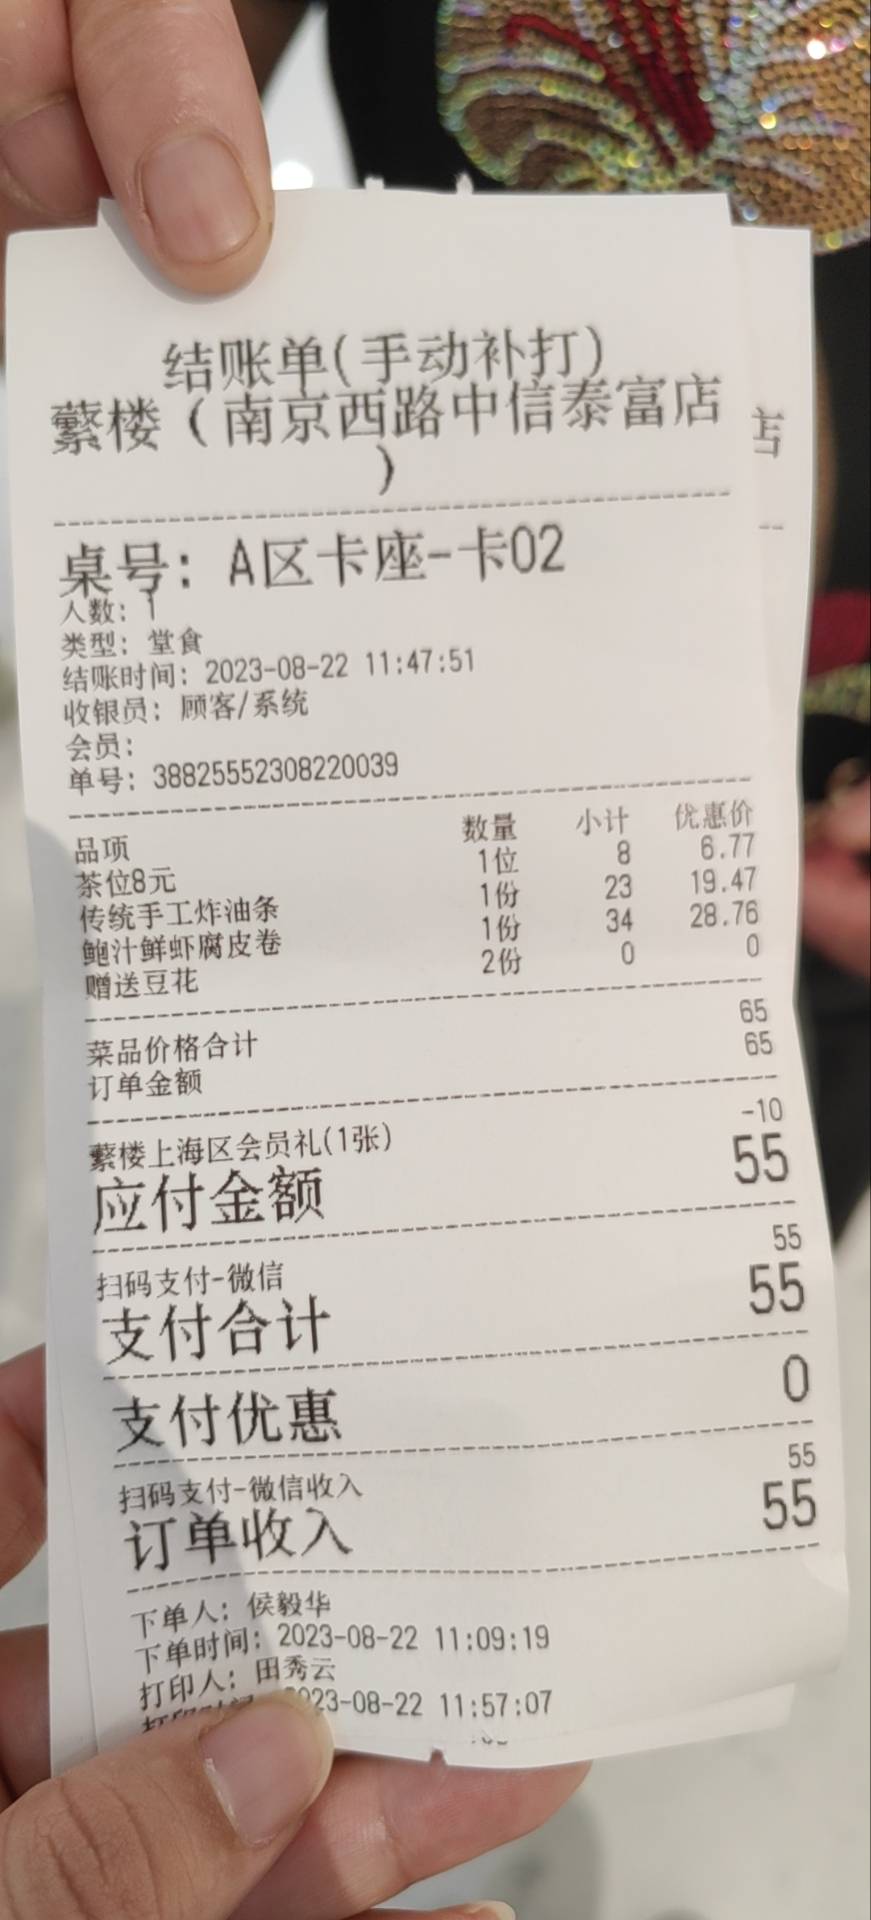 结账单(手动补打)
蘩楼(南京西路中信泰富店
)
桌号: A区卡座-卡02
人数: 1
类型: 堂食
结账时间: 2023-08-22 11:47:51
收银员: 顾客/系统
会员:
单号: 38825552308220039
品项 数量 小计 优惠价
茶位8元 1位 8 6.77
传统手工炸油条 1份 23 19.47
鲍汁鲜虾腐皮卷 1份 34 28.76
赠送豆花 2份 0 0
菜品价格合计 65
订单金额 65
蘩楼上海区会员礼(1张) -10
应付金额 55
扫码支付-微信 55
支付合计 55
支付优惠 0
扫码支付-微信收入 55
订单收入 55
下单人: 侯毅华
下单时间: 2023-08-22 11:09:19
打印人: 田秀云
打印时间 2023-08-22 11:57:07
店